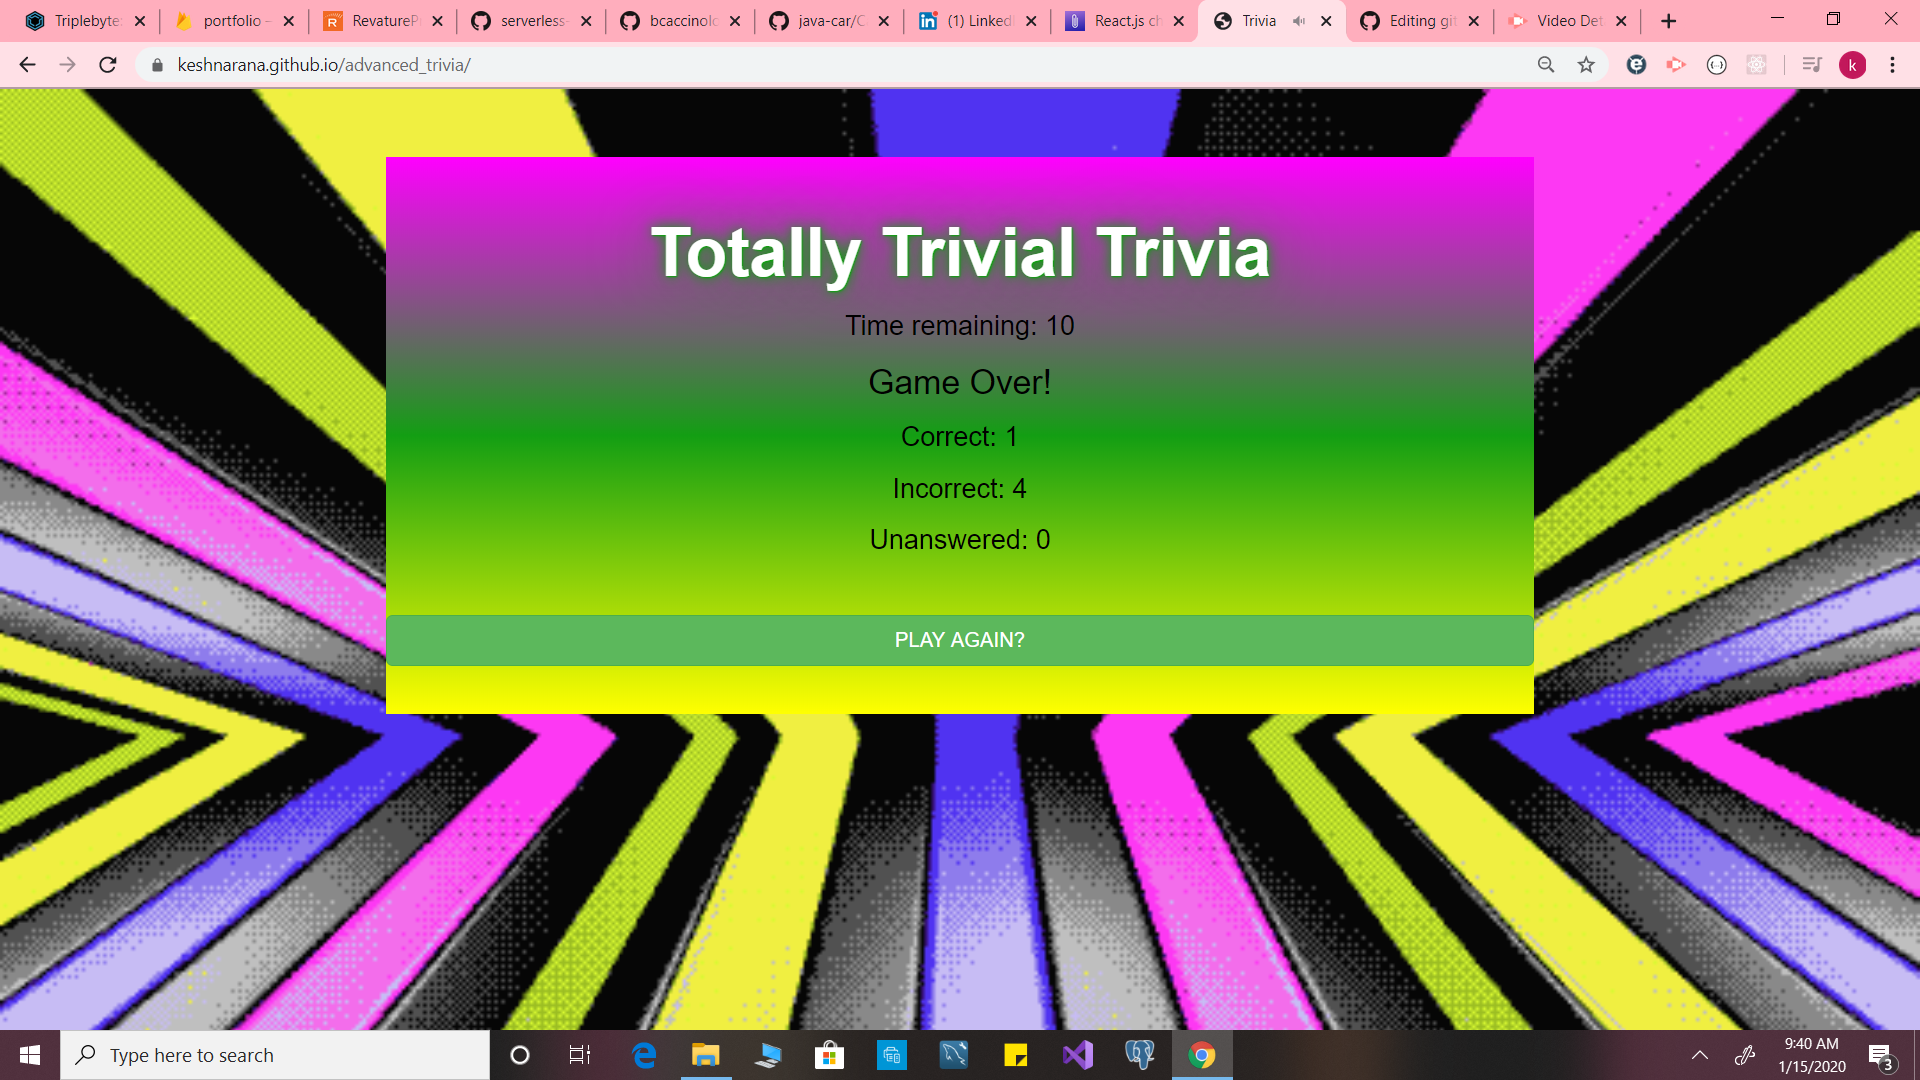 Triplebyte
portfolio -
RevatureP
serverless-
bcaccinolo
java-car/C
(1) Linked
React.js ch
Trivia
Editing git
Video Det
keshnarana.github.io/advanced_trivia/
k
Totally Trivial Trivia
Time remaining: 10
Game Over!
Correct: 1
Incorrect: 4
Unanswered: 0
PLAY AGAIN?
Type here to search
9:40 AM
1/15/2020
3